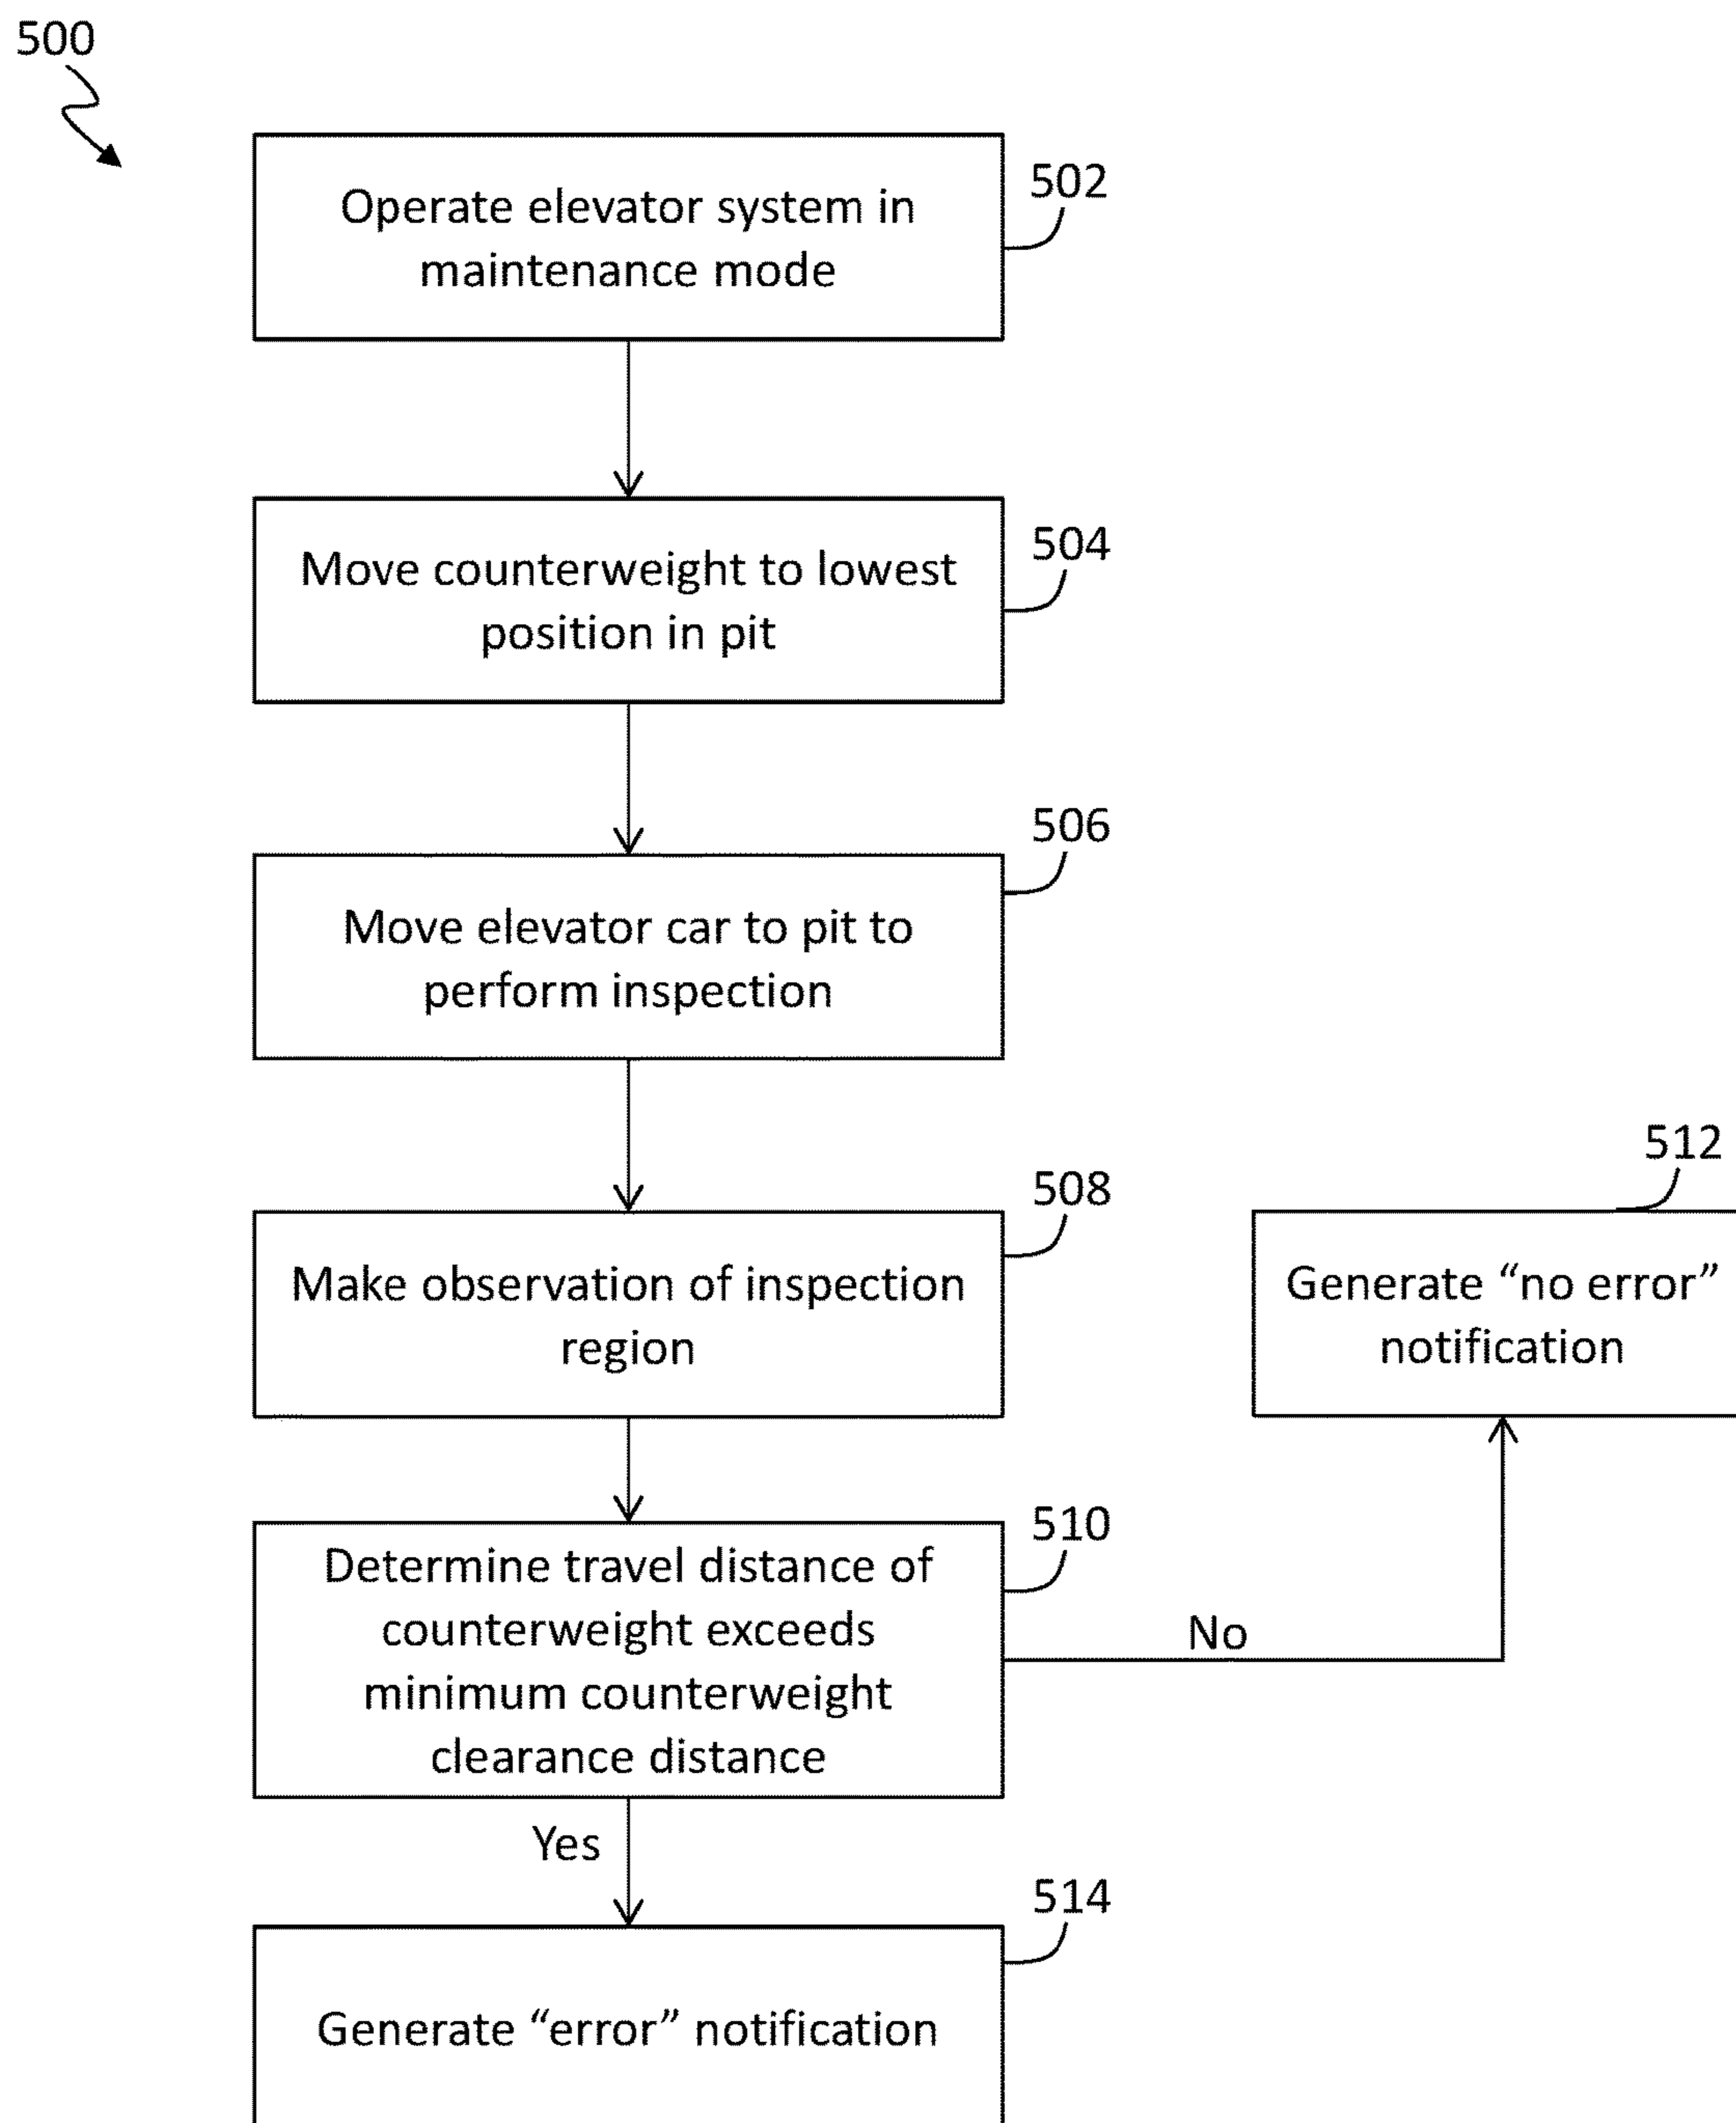 500
502
Operate elevator system in
maintenance mode
504
Move counterweight to lowest
position in pit
506
Move elevator car to pit to
perform inspection
508
Make observation of inspection
region
512
Generate “no error”
notification
510
Determine travel distance of
counterweight exceeds
minimum counterweight
clearance distance
No
Yes
514
Generate “error” notification